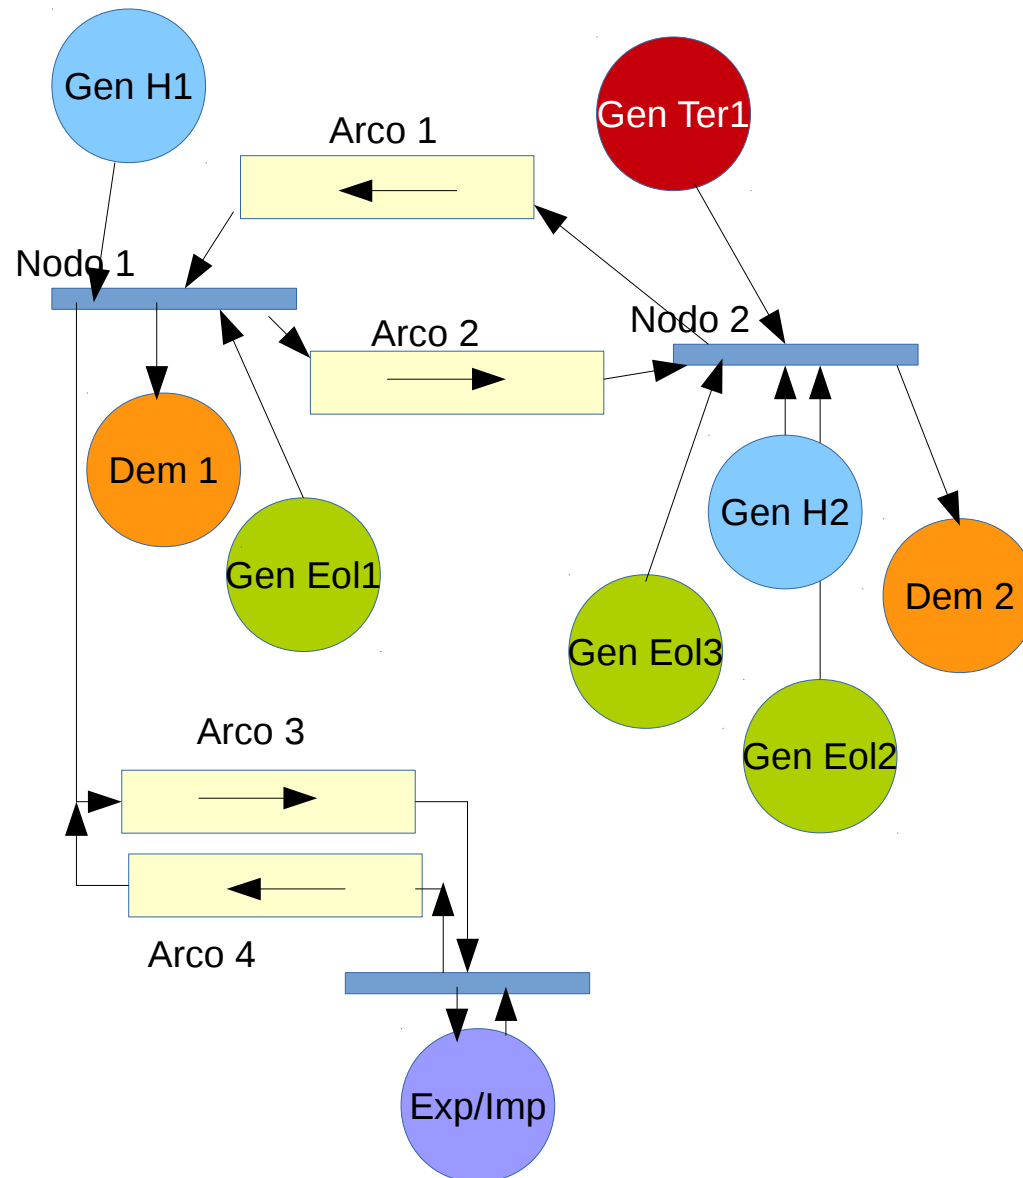 Gen H1
Gen Ter1
Arco 1
Nodo 1
Nodo 2
Arco 2
Dem 1
Gen H2
Gen Eol1
Dem 2
Gen Eol3
Gen Eol2
Arco 3
Arco 4
Exp/Imp